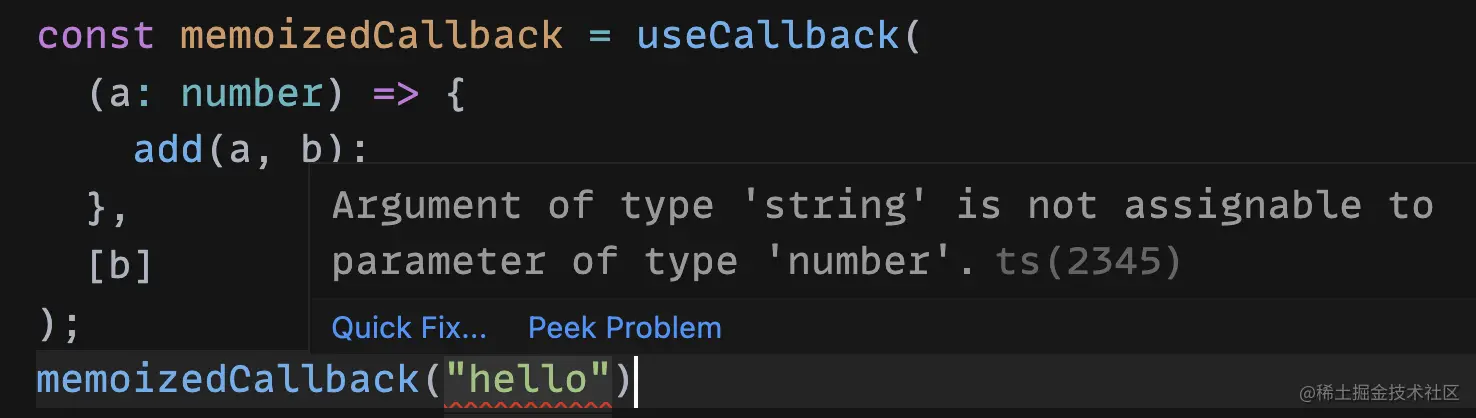 const memoizedCallback = useCallback(
(a: number) => {
add(a, b);
},
[b]
);
memoizedCallback("hello")
Argument of type 'string' is not assignable to
parameter of type 'number'. ts(2345)
Quick Fix... Peek Problem
@稀土掘金技术社区